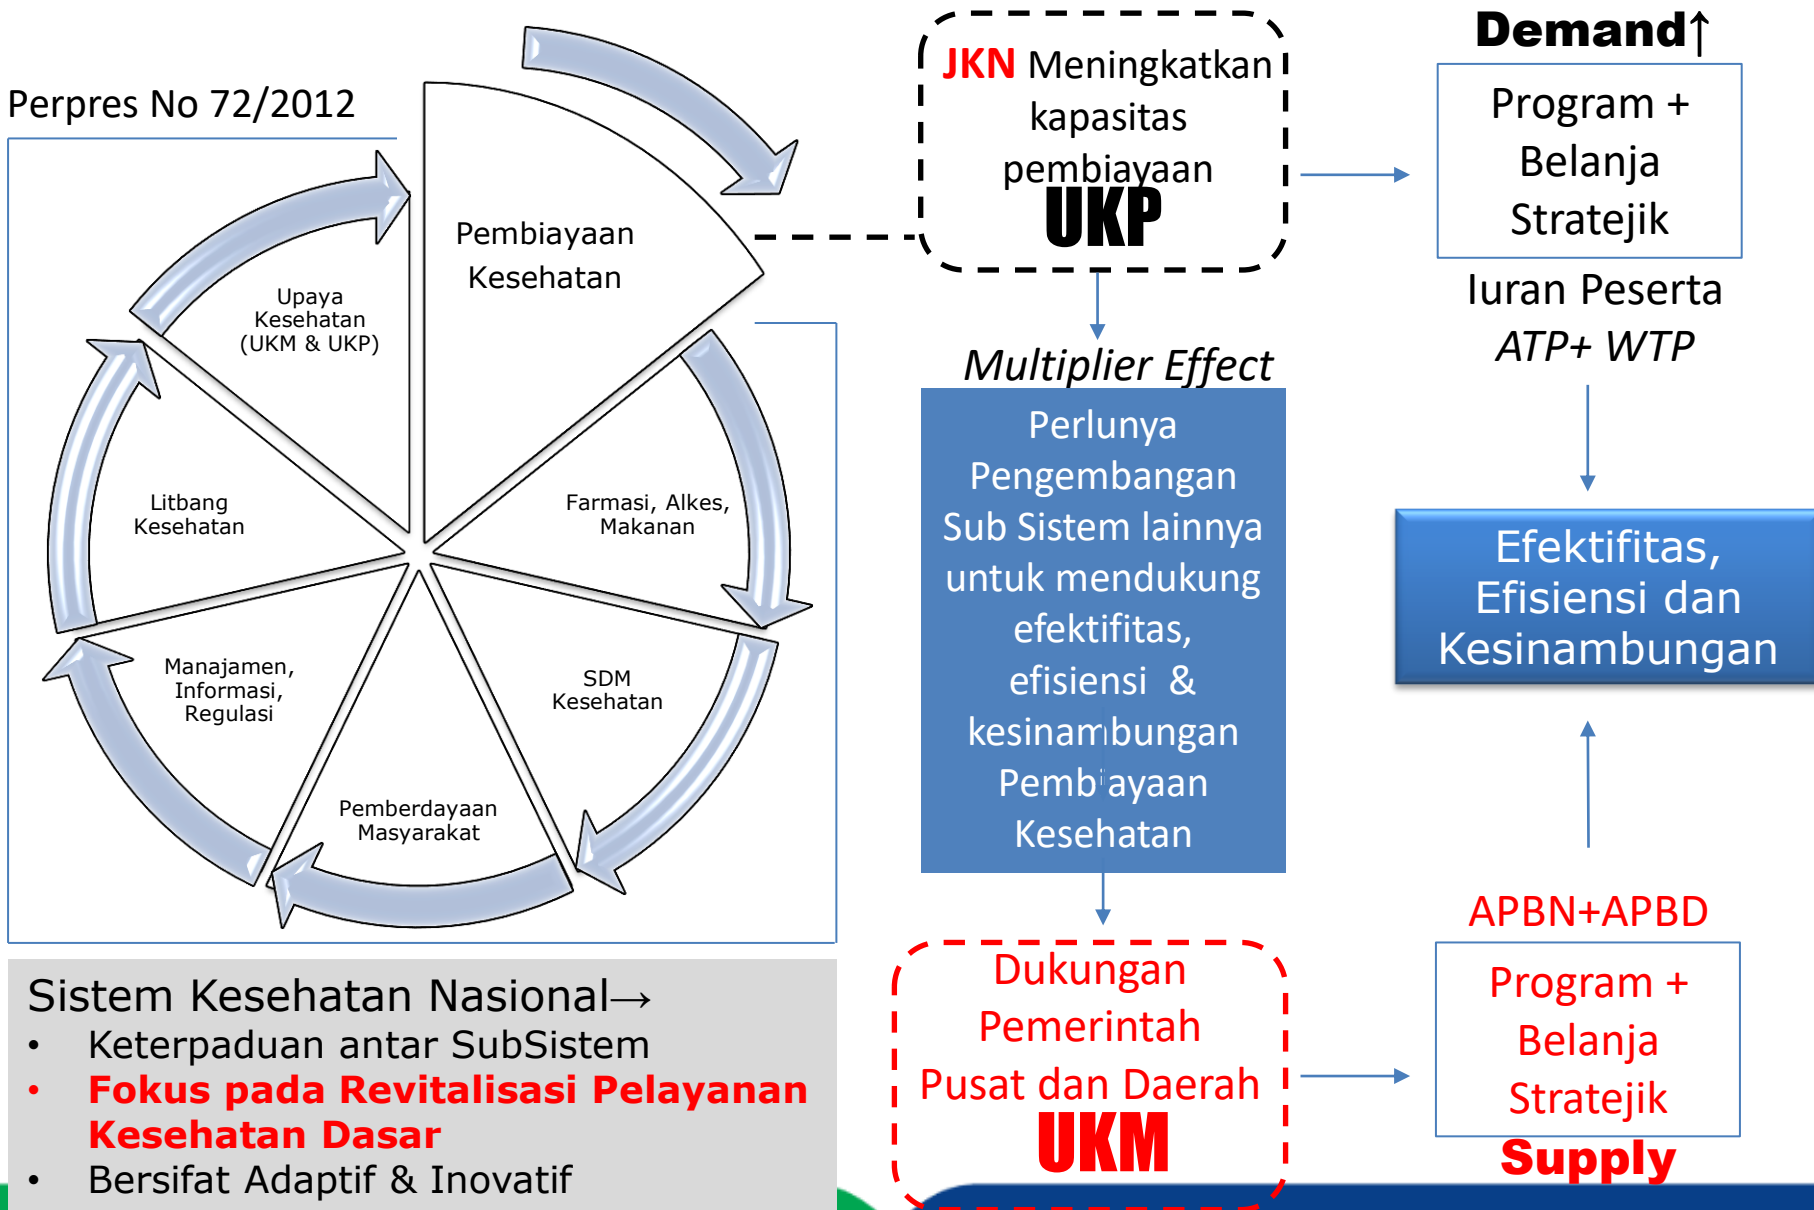 Perpres No 72/2012
Pembiayaan
Kesehatan
Farmasi, Alkes,
Makanan
SDM
Kesehatan
Pemberdayaan
Masyarakat
Manajamen,
Informasi,
Regulasi
Litbang
Kesehatan
Upaya
Kesehatan
(UKM & UKP)
Sistem Kesehatan Nasional→
• Keterpaduan antar SubSistem
• Fokus pada Revitalisasi Pelayanan
Kesehatan Dasar
• Bersifat Adaptif & Inovatif
JKN Meningkatkan
kapasitas
pembiayaan
UKP
Multiplier Effect
Perlunya
Pengembangan
Sub Sistem lainnya
untuk mendukung
efektifitas,
efisiensi &
kesinambungan
Pembiayaan
Kesehatan
Dukungan
Pemerintah
Pusat dan Daerah
UKM
Demand↑
Program +
Belanja
Stratejik
Iuran Peserta
ATP+ WTP
Efektifitas,
Efisiensi dan
Kesinambungan
APBN+APBD
Program +
Belanja
Stratejik
Supply